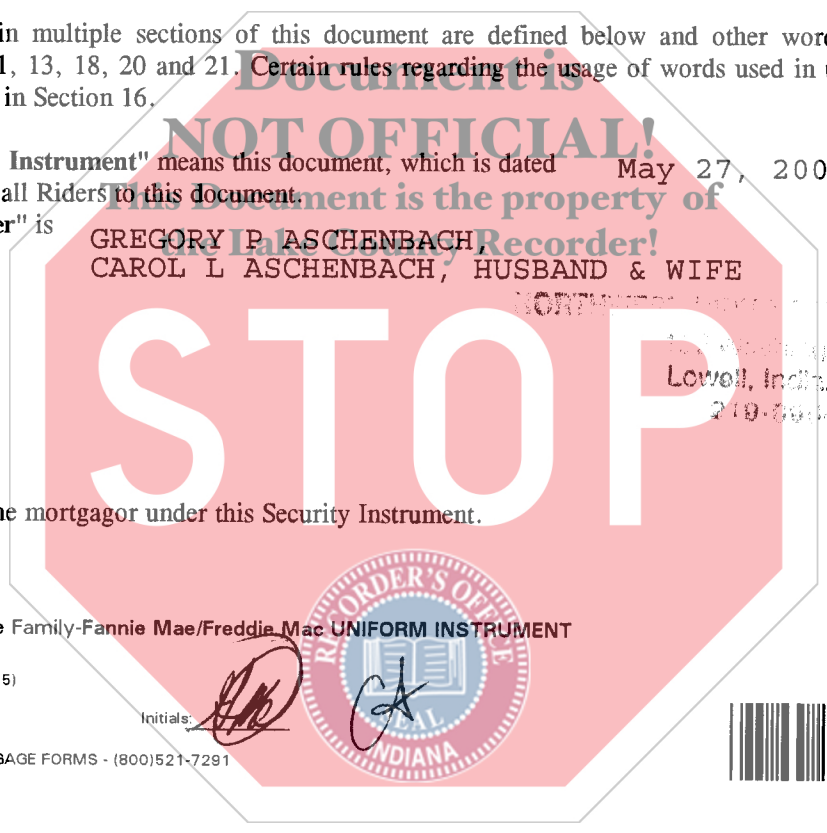 in multiple sections of this document are defined below and other
1, 13, 18, 20 and 21. Certain rules regarding the usage of words used in
in Section 16.
Document is
NOT OFFICIAL!
This Document is the property of
the Lake County Recorder!
Instrument" means this document, which is dated May 27, 200
all Riders to this document.
er" is
GREGORY P ASCHENBACH,
CAROL L ASCHENBACH, HUSBAND & WIFE
Lowell,
STOP
mortgagor under this Security Instrument.
Family-Fannie Mae/Freddie Mac UNIFORM INSTRUMENT
5)
RECORDER'S OFFICE
SEAL
INDIANA
Initials:
GAGE FORMS - (800)521-7291